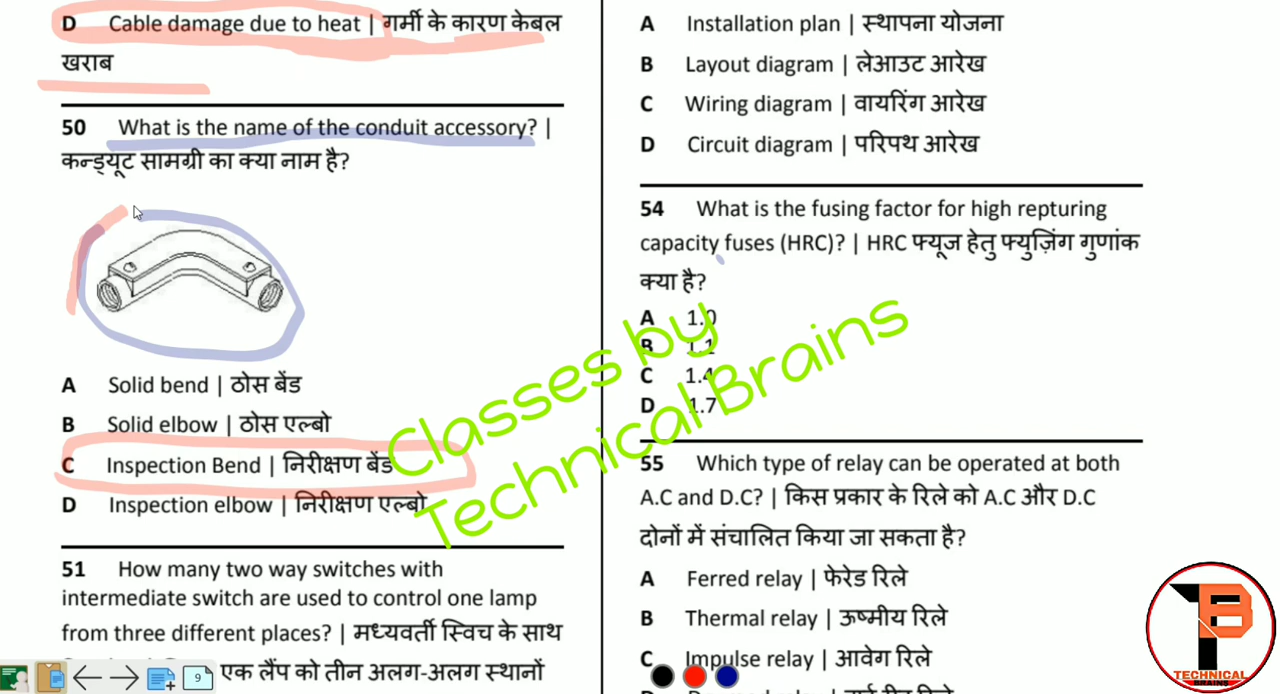 D Cable damage due to heat | गर्मी के कारण केबल
खराब
50 What is the name of the conduit accessory? |
कन्ड्यूट सामग्री का क्या नाम है?
A Solid bend | ठोस बेंड
B Solid elbow | ठोस एल्बो
C Inspection Bend | निरीक्षण बेंड
D Inspection elbow | निरीक्षण एल्बो
51 How many two way switches with
intermediate switch are used to control one lamp
from three different places? | मध्यवर्ती स्विच के साथ
एक लैंप को तीन अलग-अलग स्थानों
9
A Installation plan | स्थापना योजना
B Layout diagram | लेआउट आरेख
C Wiring diagram | वायरिंग आरेख
D Circuit diagram | परिपथ आरेख
54 What is the fusing factor for high repturing
capacity fuses (HRC)? | HRC फ्यूज हेतु फ्युज़िंग गुणांक
क्या है?
A 1.0
B 1.1
C 1.4
D 1.7
55 Which type of relay can be operated at both
A.C and D.C? | किस प्रकार के रिले को A.C और D.C
दोनों में संचालित किया जा सकता है?
A Ferred relay | फेरेड रिले
B Thermal relay | ऊष्मीय रिले
C Impulse relay | आवेग रिले
Classes by
Technical Brains
TB
TECHNICAL
BRAINS